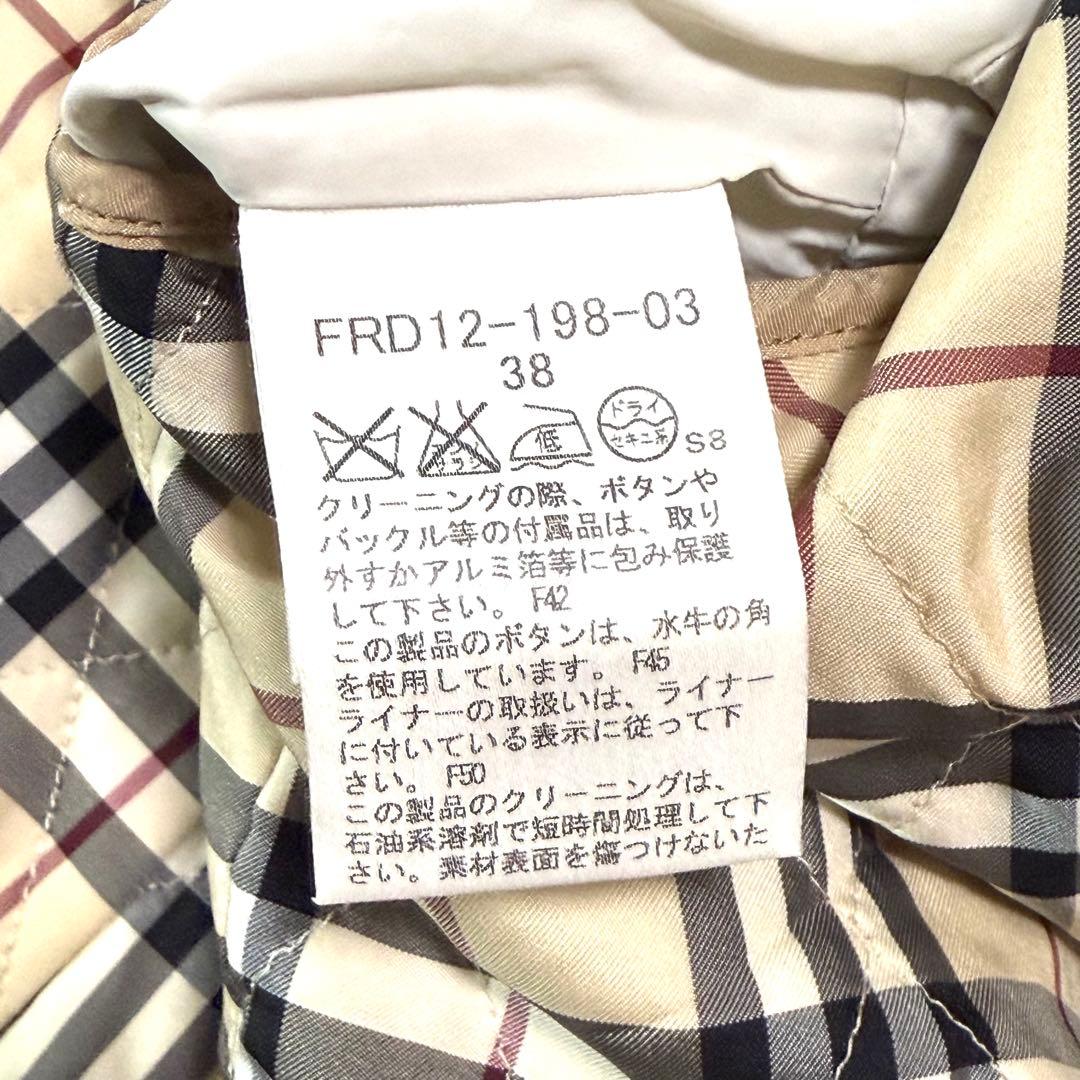 FRD12-198-03
38
低
ドライ
セキユ系
S8
クリーニングの際、ボタンや
バックル等の付属品は、取り
外すかアルミ箔等に包み保護
して下さい。 F42
この製品のボタンは、水牛の角
を使用しています。 F45
ライナーの取扱いは、ライナー
に付いている表示に従って下
さい。 F50
この製品のクリーニングは、
石油系溶剤で短時間処理して下
さい。素材表面を傷つけないた